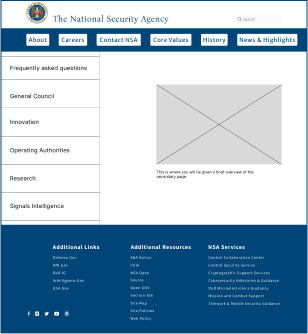 The National Security Agency
Search
About
Careers
Contact NSA
Core Values
History
News & Highlights
Frequently asked questions
General Council
Innovation
Operating Authorities
Research
Signals Intelligence
This is where you will be given a brief overview of the
secondary page.
Additional Links
Defense.Gov
DNI.Gov
DoD IG
Intelligence.Gov
USA.Gov
Additional Resources
ADA Notice
FOIA
NSA Open
Source
Open GOV
Section 508
Site Map
Site Policies
Web Policy
NSA Services
Central Collaboration Center
Central Security Service
Cryptographic Support Services
Cybersecurity Advisories & Guidance
DoD Microelectronics Guidance
Mission and Combat Support
Telework & Mobile Security Guidance